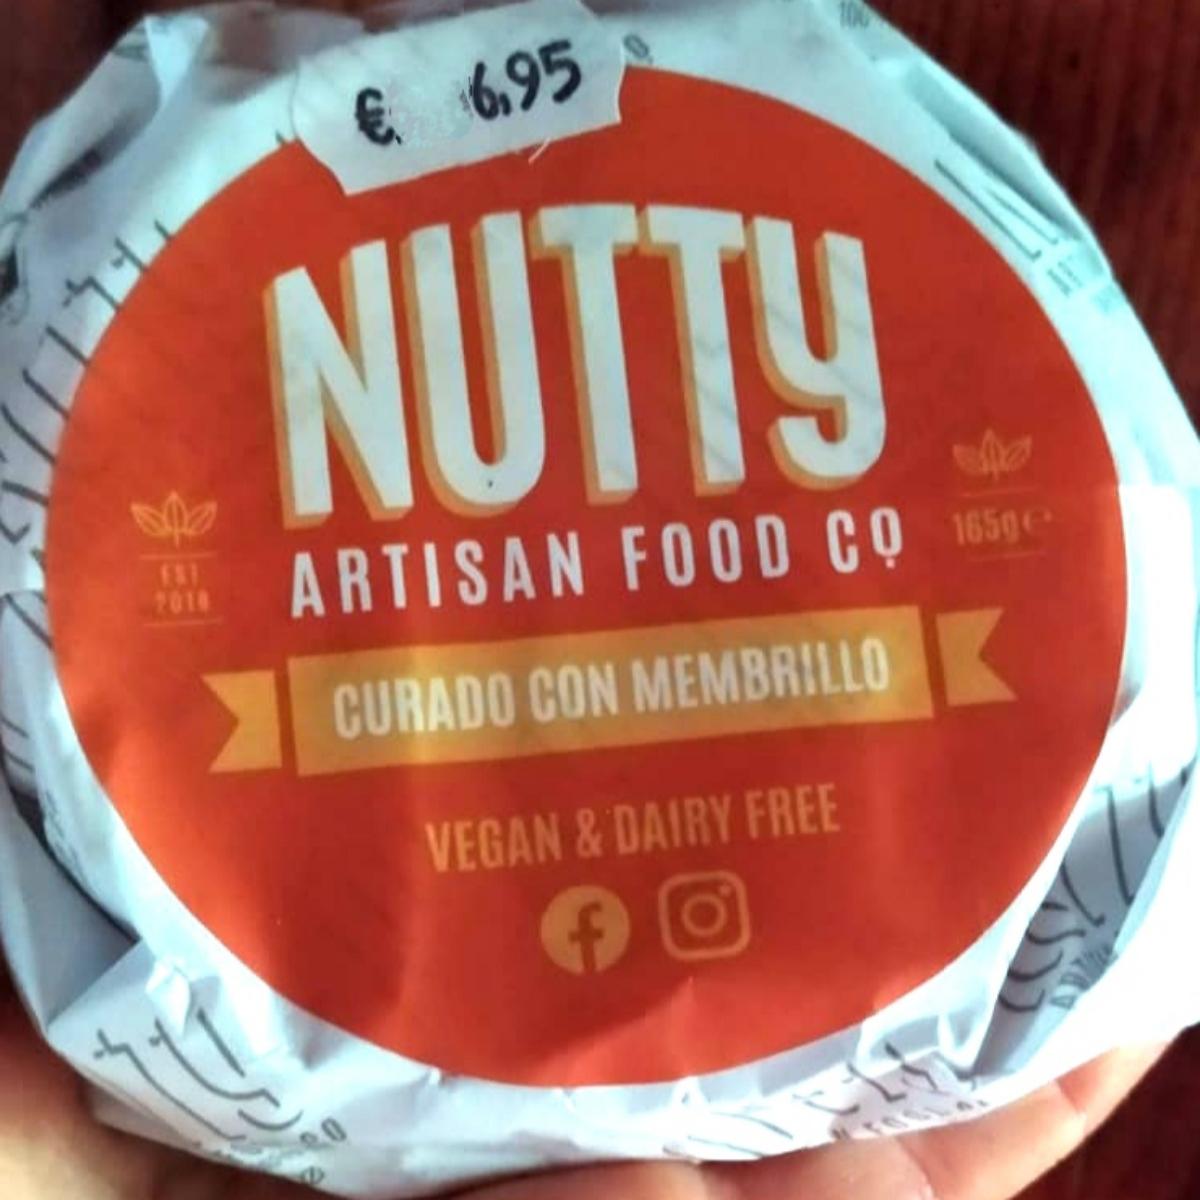 € 6,95
NUTTY
ARTISAN FOOD CO
EST
2018
165g e
CURADO CON MEMBRILLO
VEGAN & DAIRY FREE